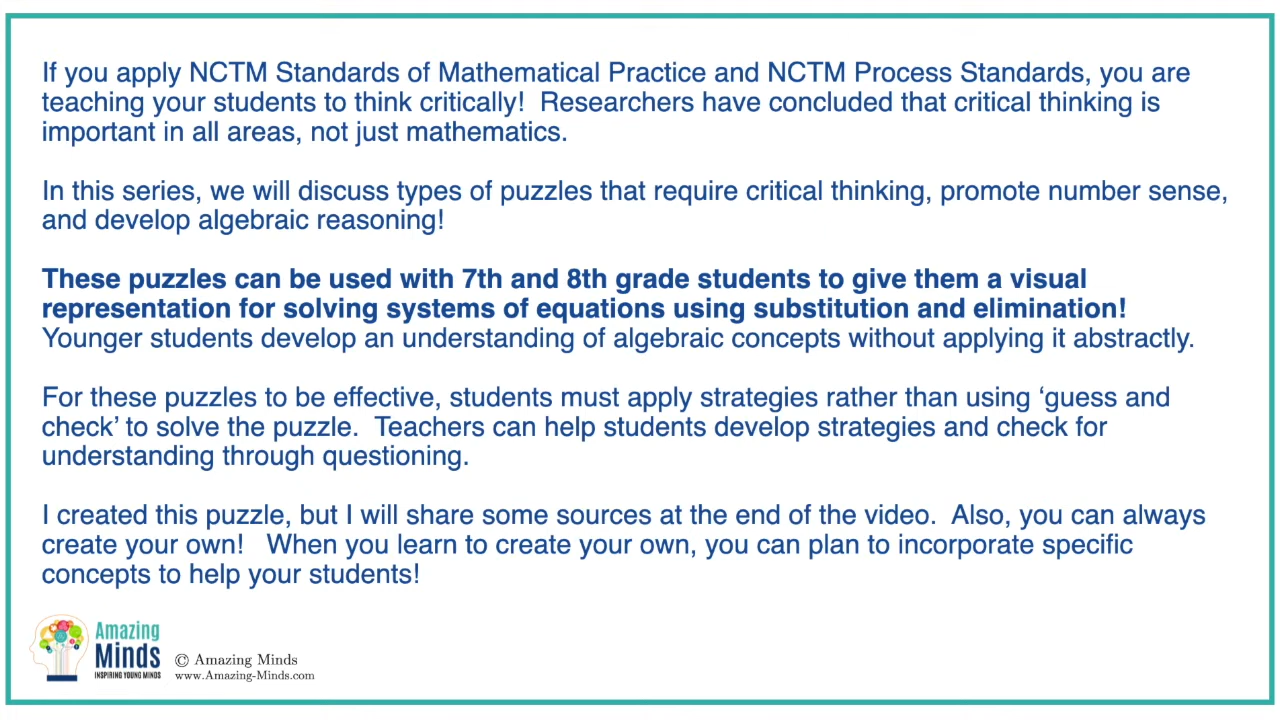 If you apply NCTM Standards of Mathematical Practice and NCTM Process Standards, you are
teaching your students to think critically!  Researchers have concluded that critical thinking is
important in all areas, not just mathematics.
In this series, we will discuss types of puzzles that require critical thinking, promote number sense,
and develop algebraic reasoning!
These puzzles can be used with 7th and 8th grade students to give them a visual
representation for solving systems of equations using substitution and elimination!
Younger students develop an understanding of algebraic concepts without applying it abstractly.
For these puzzles to be effective, students must apply strategies rather than using ‘guess and
check’ to solve the puzzle.  Teachers can help students develop strategies and check for
understanding through questioning.
I created this puzzle, but I will share some sources at the end of the video.  Also, you can always
create your own!   When you learn to create your own, you can plan to incorporate specific
concepts to help your students!
Amazing
Minds
INSPIRING YOUNG MINDS
© Amazing Minds
www.Amazing-Minds.com